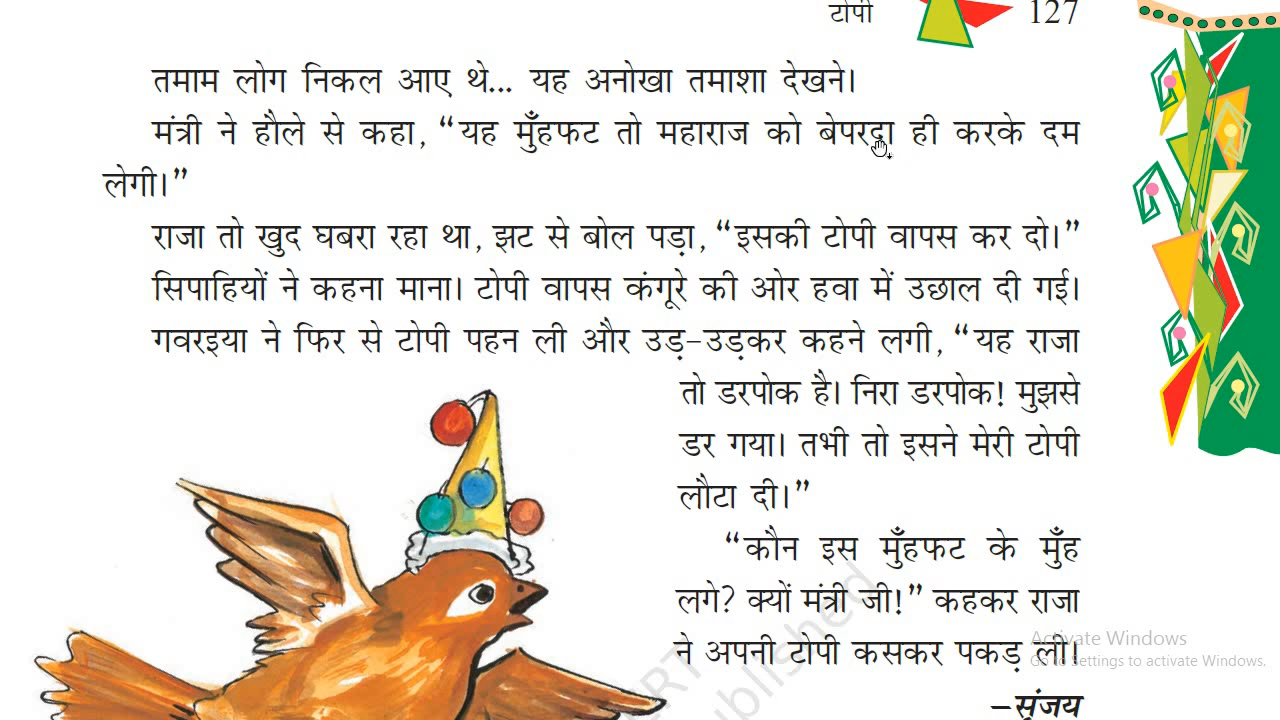 टोपी 127
तमाम लोग निकल आए थे... यह अनोखा तमाशा देखने।
मंत्री ने हौले से कहा, “यह मुँहफट तो महाराज को बेपरदा ही करके दम
लेगी।”
राजा तो खुद घबरा रहा था, झट से बोल पड़ा, “इसकी टोपी वापस कर दो।”
सिपाहियों ने कहना माना। टोपी वापस कंगूरे की ओर हवा में उछाल दी गई।
गवरइया ने फिर से टोपी पहन ली और उड़-उड़कर कहने लगी, “यह राजा
तो डरपोक है। निरा डरपोक! मुझसे
डर गया। तभी तो इसने मेरी टोपी
लौटा दी।”
“कौन इस मुँहफट के मुँह
लगे? क्यों मंत्री जी!” कहकर राजा
ने अपनी टोपी कसकर पकड़ ली।
–सृंजय
Activate Windows
Go to Settings to activate Windows.